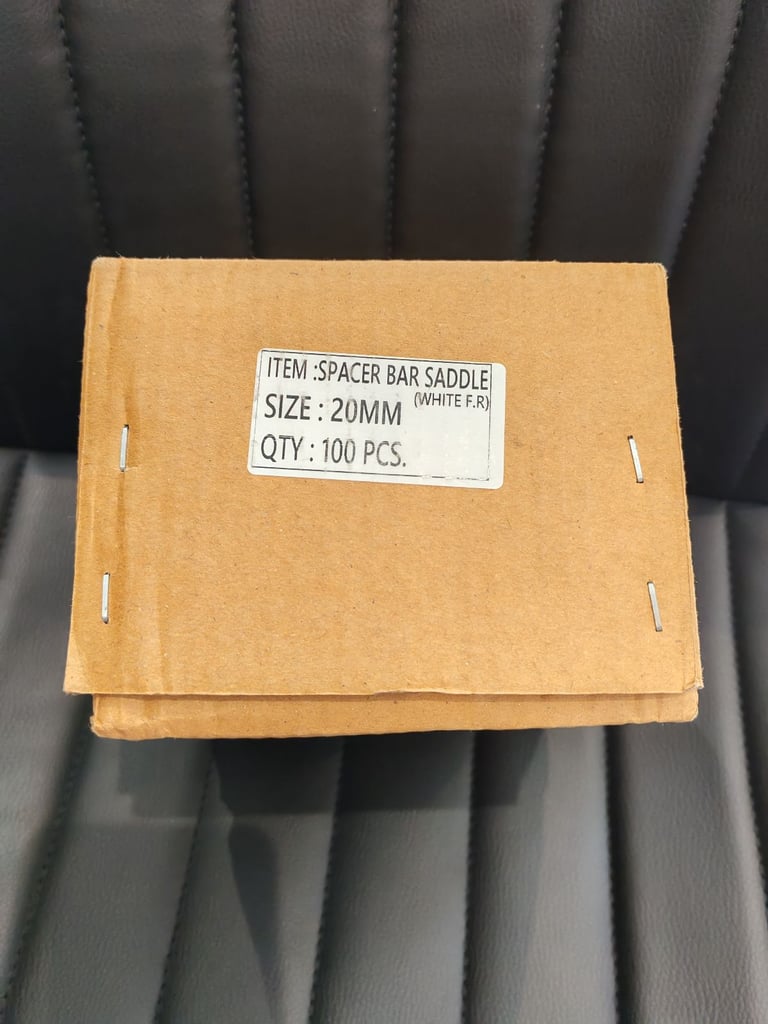 ITEM :SPACER BAR SADDLE
(WHITE F.R)
SIZE : 20MM
QTY : 100 PCS.